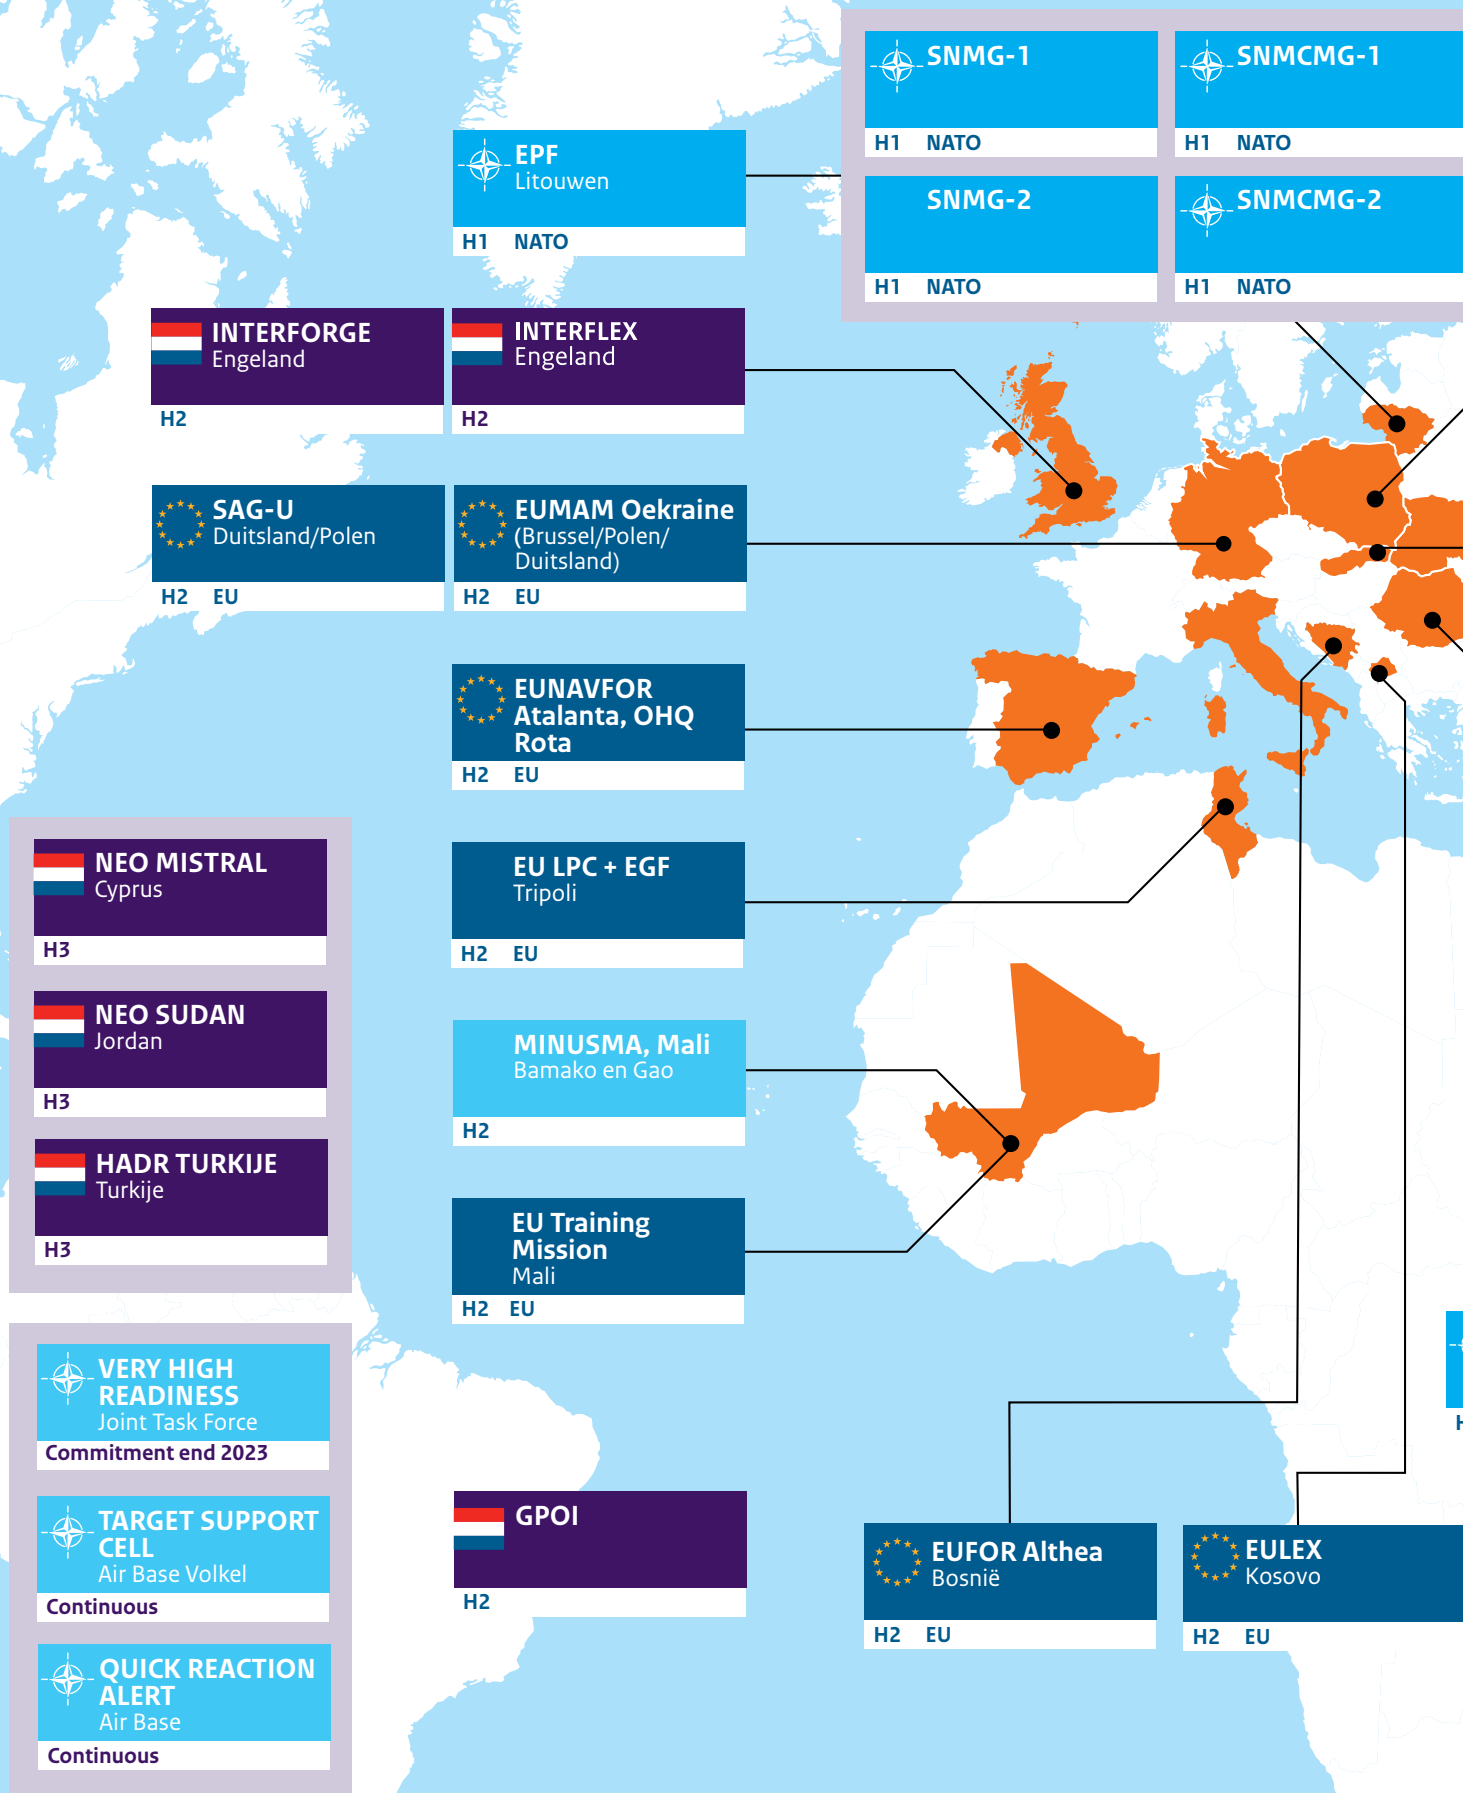 SNMG-1
H1 NATO
SNMCMG-1
H1 NATO
SNMG-2
H1 NATO
SNMCMG-2
H1 NATO
EPF
Litouwen
H1 NATO
INTERFORGE
Engeland
H2
INTERFLEX
Engeland
H2
SAG-U
Duitsland/Polen
H2 EU
EUMAM Oekraine
(Brussel/Polen/
Duitsland)
H2 EU
EUNAVFOR
Atalanta, OHQ
Rota
H2 EU
NEO MISTRAL
Cyprus
H3
EU LPC + EGF
Tripoli
H2 EU
NEO SUDAN
Jordan
H3
MINUSMA, Mali
Bamako en Gao
H2
HADR TURKIJE
Turkije
H3
EU Training
Mission
Mali
H2 EU
VERY HIGH
READINESS
Joint Task Force
Commitment end 2023
TARGET SUPPORT
CELL
Air Base Volkel
Continuous
GPOI
H2
EUFOR Althea
Bosnië
H2 EU
EULEX
Kosovo
H2 EU
QUICK REACTION
ALERT
Air Base
Continuous